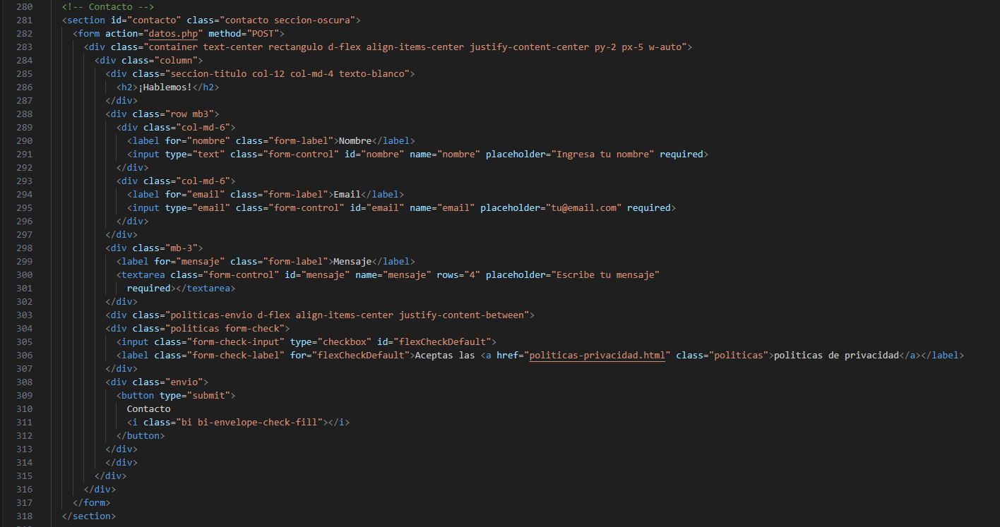 280 <!-- Contacto -->
281 <section id="contacto" class="contacto seccion-oscura">
282 <form action="datos.php" method="POST">
283 <div class="container text-center rectangulo d-flex align-items-center justify-content-center py-2 px-5 w-auto">
284 <div class="column">
285 <div class="seccion-titulo col-12 col-md-4 texto-blanco">
286 <h2>¡Hablemos!</h2>
287 </div>
288 <div class="row mb3">
289 <div class="col-md-6">
290 <label for="nombre" class="form-label">Nombre</label>
291 <input type="text" class="form-control" id="nombre" name="nombre" placeholder="Ingresa tu nombre" required>
292 </div>
293 <div class="col-md-6">
294 <label for="email" class="form-label">Email</label>
295 <input type="email" class="form-control" id="email" name="email" placeholder="tu@email.com" required>
296 </div>
297 </div>
298 <div class="mb-3">
299 <label for="mensaje" class="form-label">Mensaje</label>
300 <textarea class="form-control" id="mensaje" name="mensaje" rows="4" placeholder="Escribe tu mensaje"
301 required></textarea>
302 </div>
303 <div class="politicas-envio d-flex align-items-center justify-content-between">
304 <div class="politicas form-check">
305 <input class="form-check-input" type="checkbox" id="flexCheckDefault">
306 <label class="form-check-label" for="flexCheckDefault">Aceptas las <a href="politicas-privacidad.html" class="politicas">politicas de privacidad</a></label>
307 </div>
308 <div class="envio">
309 <button type="submit">
310 Contacto
311 <i class="bi bi-envelope-check-fill"></i>
312 </button>
313 </div>
314 </div>
315 </div>
316 </div>
317 </form>
318 </section>